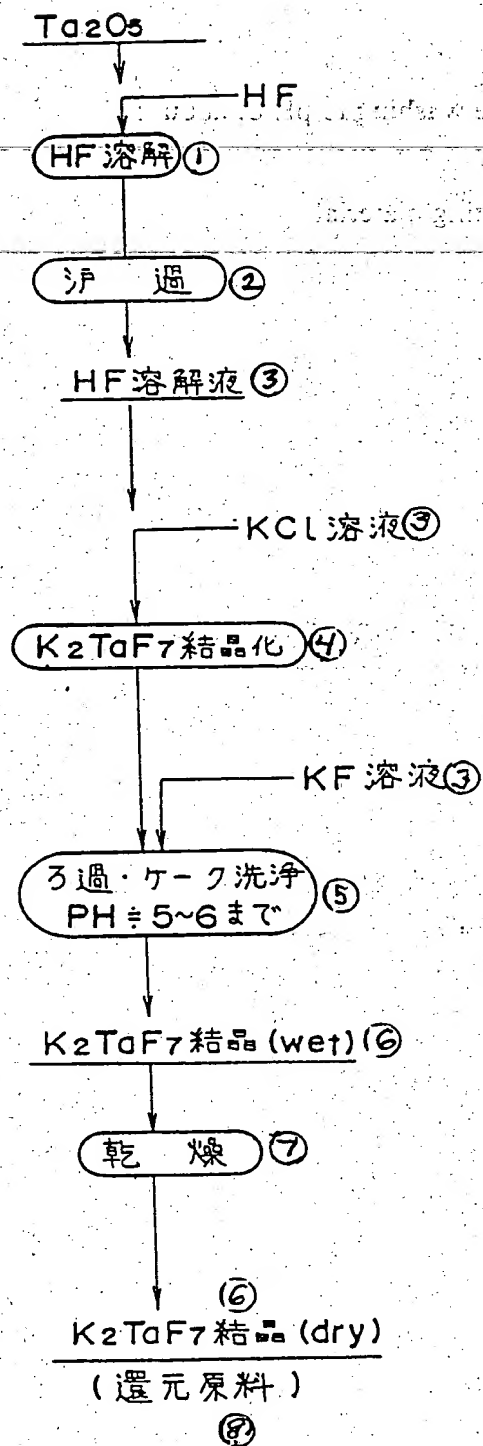 Ta2O5
HF
HF溶解 ①
沪過 ②
HF溶解液 ③
KCl溶液 ③
K2TaF7結晶化 ④
KF溶液 ③
ろ過・ケーク洗浄
PH≒5~6まで ⑤
K2TaF7結晶(wet) ⑥
乾燥 ⑦
⑥
K2TaF7結晶(dry)
(還元原料)
⑧